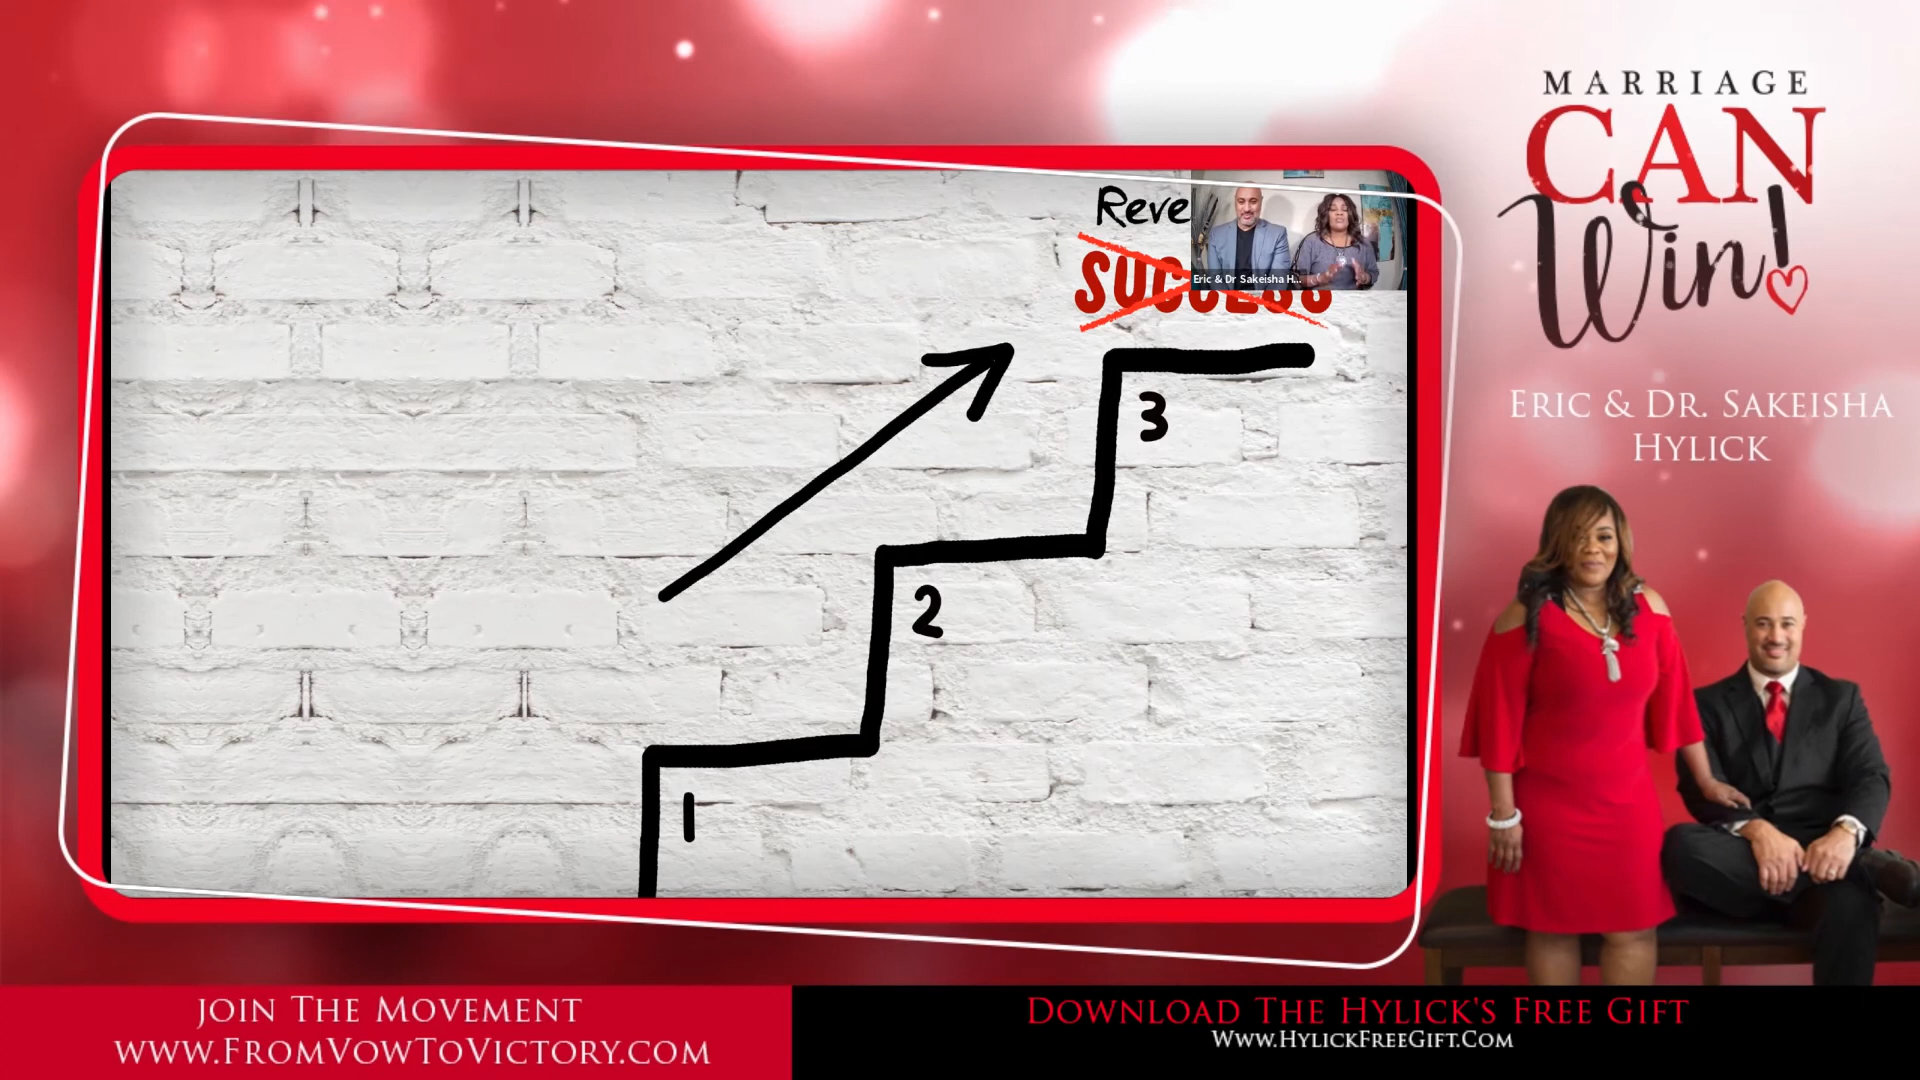 MARRIAGE
CAN
Win!
ERIC & DR. SAKEISHA
HYLICK
Reve
SUCCESS
Eric & Dr Sakeisha H...
3
2
1
JOIN THE MOVEMENT
WWW.FROMVOWTOVICTORY.COM
DOWNLOAD THE HYLICK'S FREE GIFT
WWW.HYLICKFREEGIFT.COM